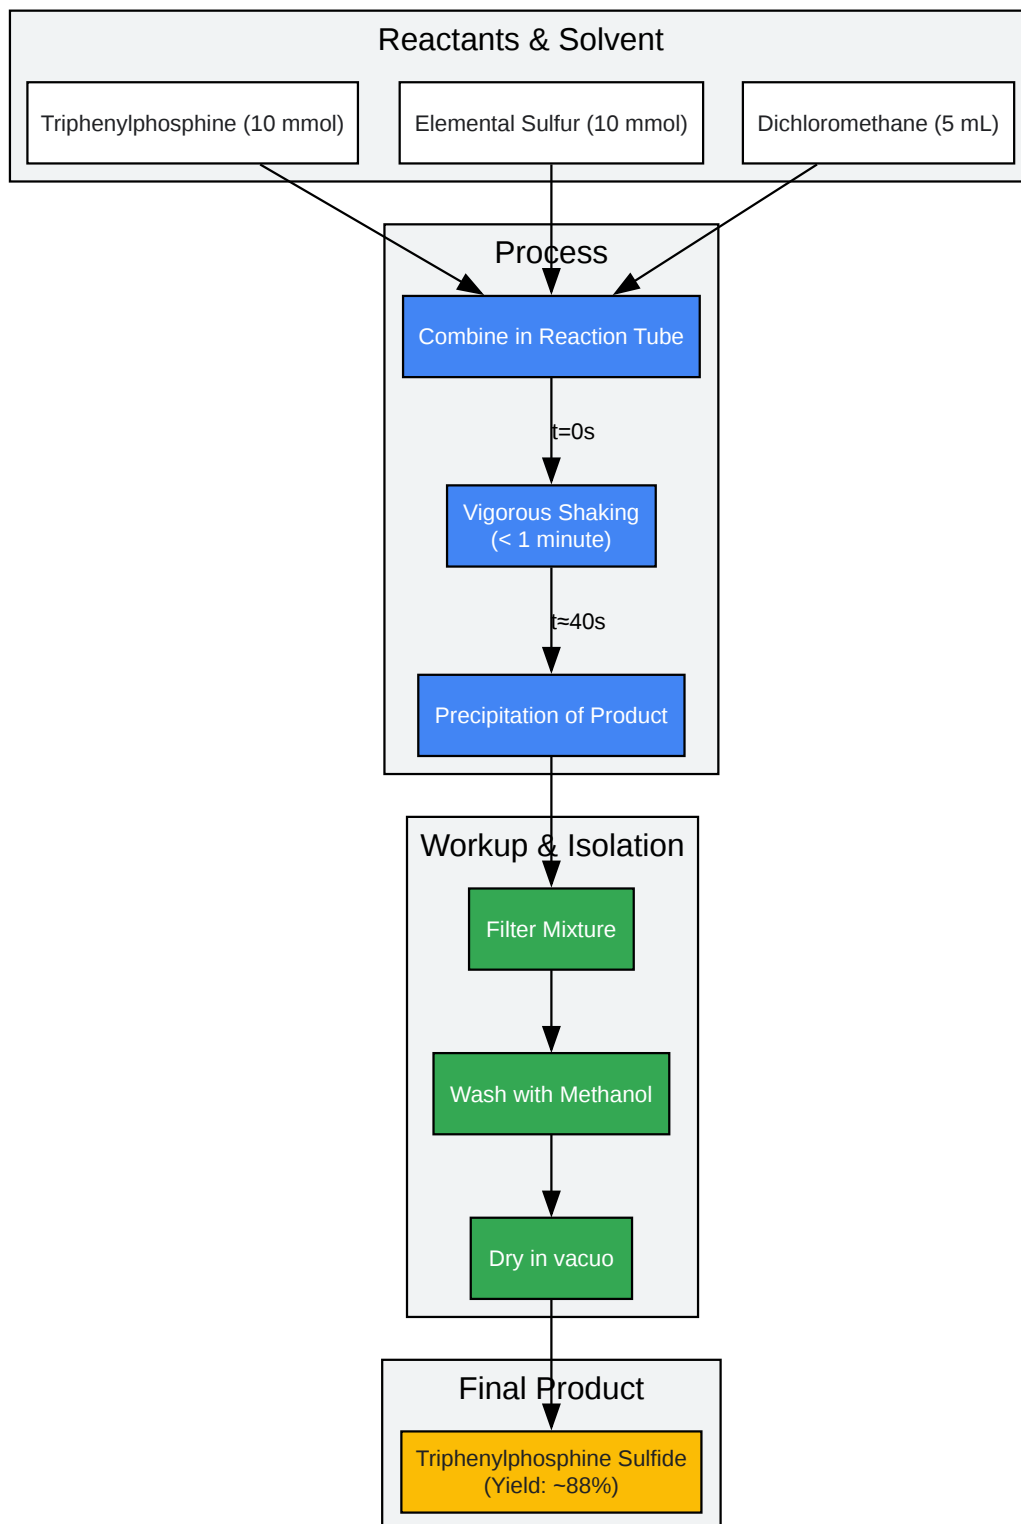 Reactants & Solvent
Triphenylphosphine (10 mmol)
Elemental Sulfur (10 mmol)
Dichloromethane (5 mL)
Process
Combine in Reaction Tube
t=0s
Vigorous Shaking
(< 1 minute)
t≈40s
Precipitation of Product
Workup & Isolation
Filter Mixture
Wash with Methanol
Dry in vacuo
Final Product
Triphenylphosphine Sulfide
(Yield: ~88%)